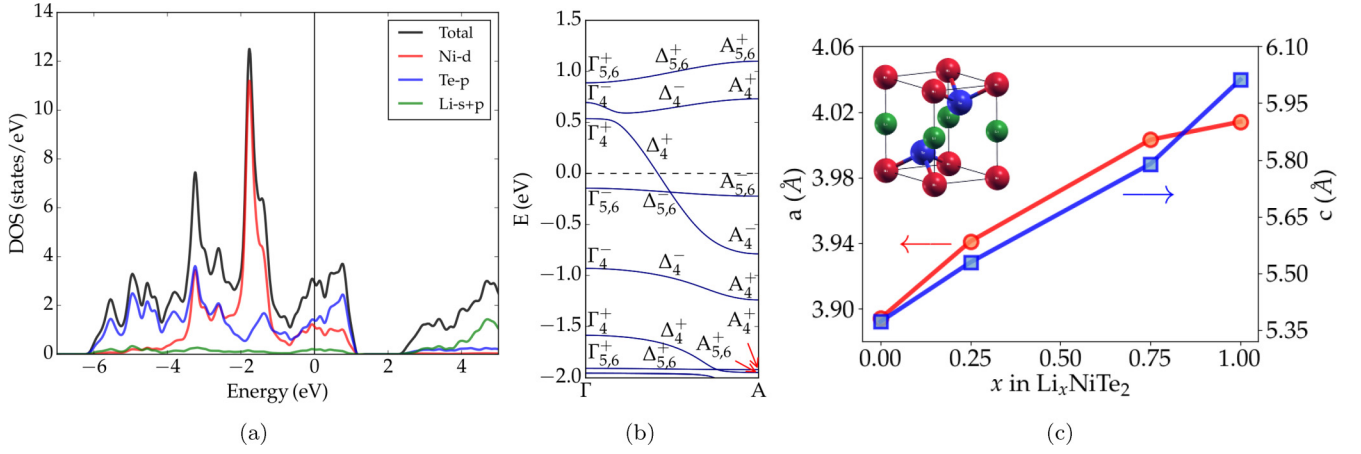 14
12
10
8
6
4
2
0
DOS (states/eV)
Total
Ni-d
Te-p
Li-s+p
−6 −4 −2 0 2 4
Energy (eV)
(a)
1.5
1.0
0.5
0.0
−0.5
−1.0
−1.5
−2.0
E (eV)
Γ₅,₆⁺ Δ₅,₆⁺ A₅,₆⁺
Γ₄⁻ Δ₄⁻ A₄⁺
Γ₄⁺ Δ₄⁺
Γ₅,₆⁻ Δ₅,₆⁻ A₅,₆⁻
A₄⁻
Γ₄⁻ Δ₄⁻ A₄⁺
Γ₄⁺ Δ₄⁺ A₅,₆⁺ A₄⁺
Γ₅,₆⁺ Δ₅,₆⁺
Γ A
(b)
4.06
4.02
3.98
3.94
3.90
a (Å)
6.10
5.95
5.80
5.65
5.50
5.35
c (Å)
0.00 0.25 0.50 0.75 1.00
x in LiₓNiTe₂
(c)